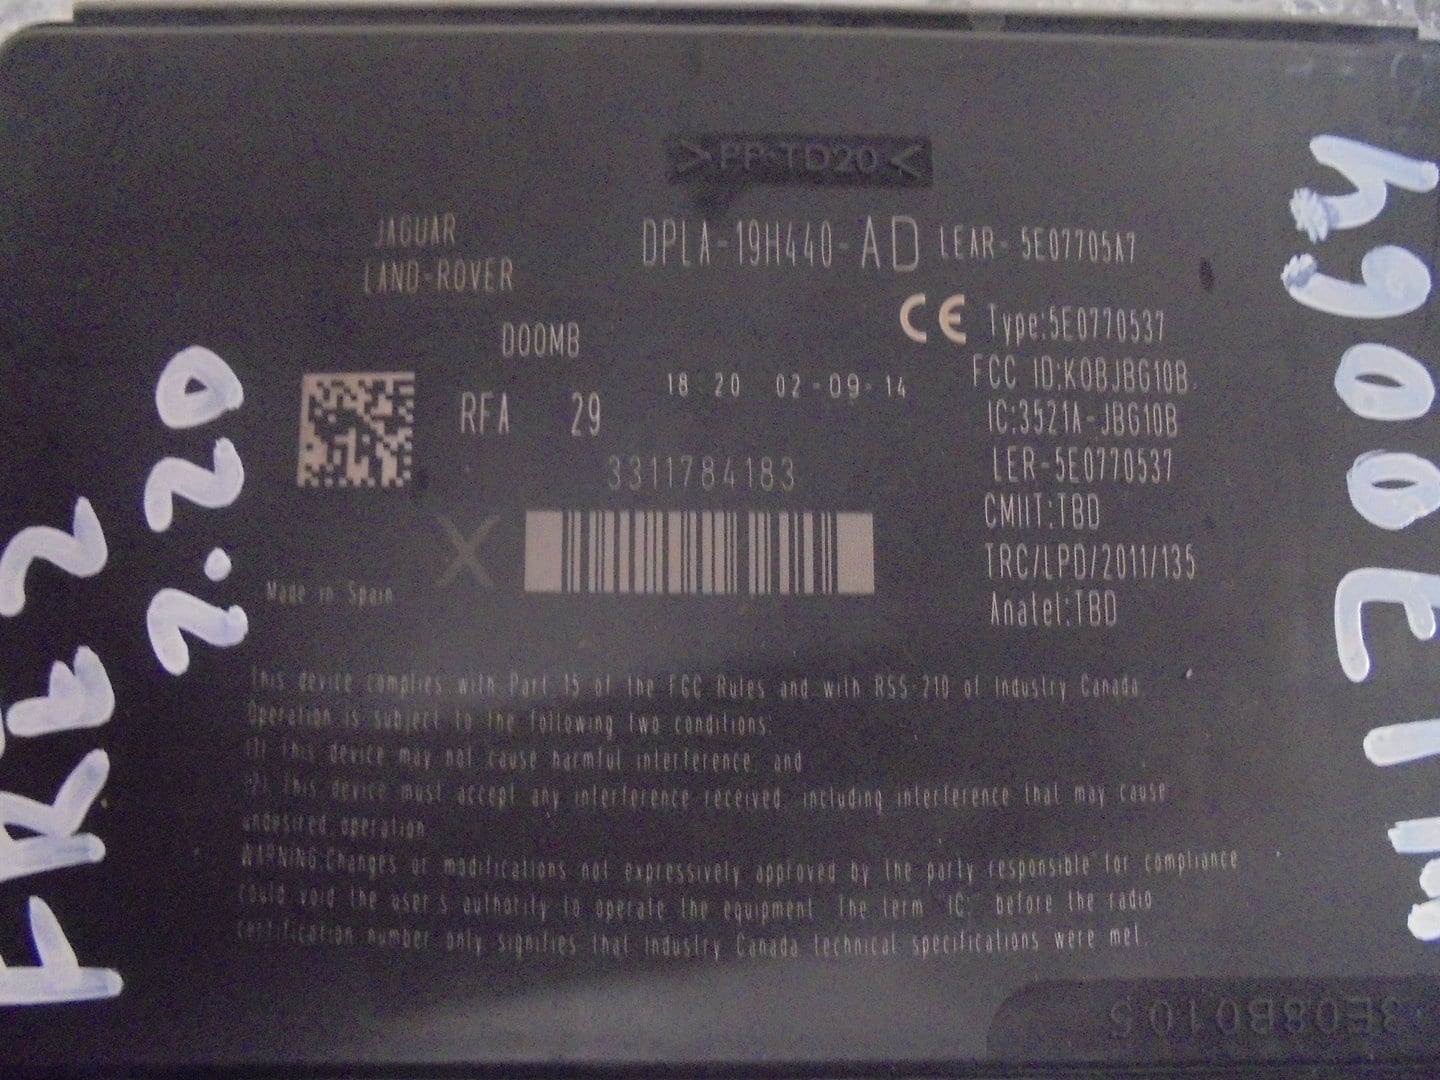 >PP-TD20<
JAGUAR
LAND-ROVER
DPLA-19H440-AD LEAR-5E07705A7
CE Type:5E0770537
DOOMB
FCC ID:KOBJBG10B.
18:20 02-09-14
RFA 29
IC:3521A-JBG10B
3311784183
LER-5E0770537
CMIIT:TBD
X
TRC/LPD/2011/135
Made in Spain
Anatel:TBD
This device complies with Part 15 of the FCC Rules and with RSS-210 of Industry Canada.
Operation is subject to the following two conditions:
(1) This device may not cause harmful interference, and
(2) This device must accept any interference received, including interference that may cause
undesired operation.
WARNING:Changes or modifications not expressively approved by the party responsible for compliance
could void the user's authority to operate the equipment. The term "IC:" before the radio
certification number only signifies that Industry Canada technical specifications were met.
3E08B0105
2.20